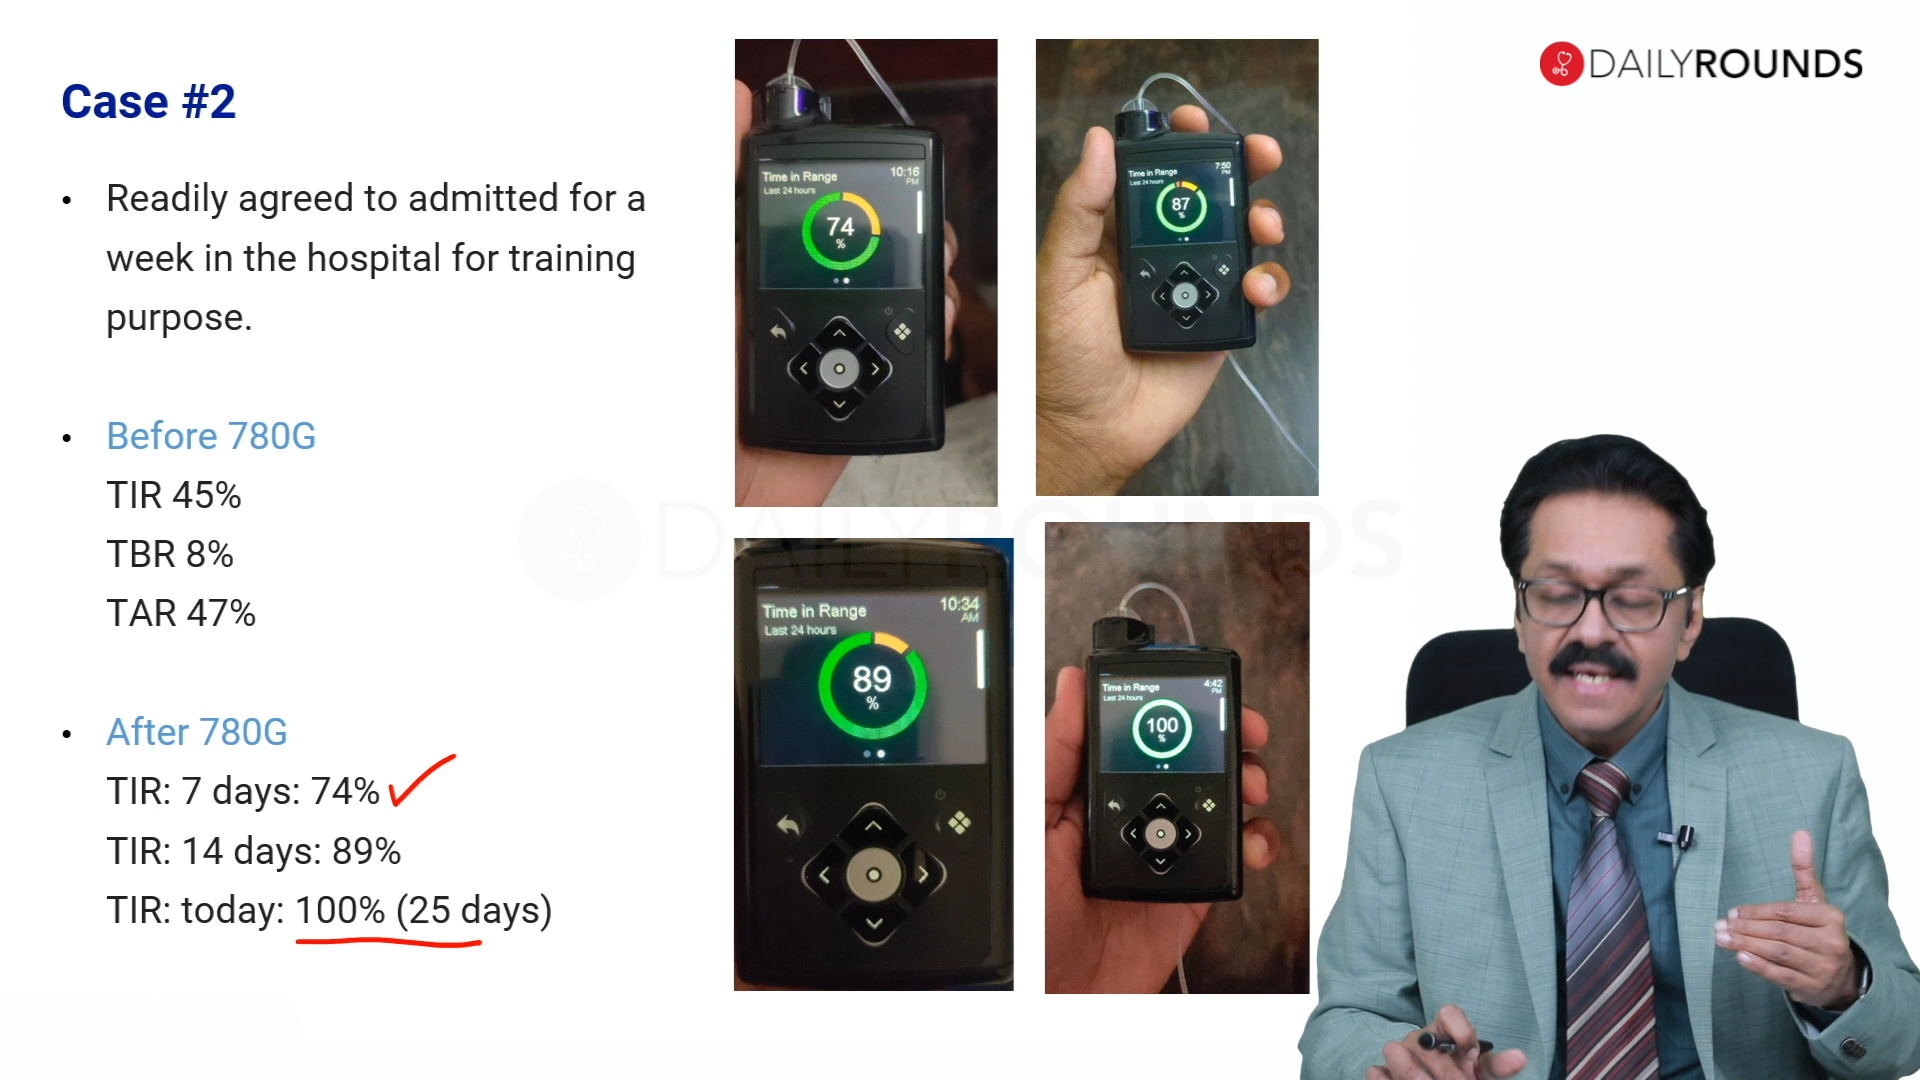 DAILYROUNDS
Case #2
• Readily agreed to admitted for a
week in the hospital for training
purpose.
• Before 780G
TIR 45%
TBR 8%
TAR 47%
• After 780G
TIR: 7 days: 74%
TIR: 14 days: 89%
TIR: today: 100% (25 days)
Time in Range 10:16
Last 24 hours PM
74
%
Time in Range 7:50
Last 24 hours PM
87
%
Time in Range 10:34
Last 24 hours AM
89
%
Time in Range 4:42
Last 24 hours PM
100
%
DAILYROUNDS